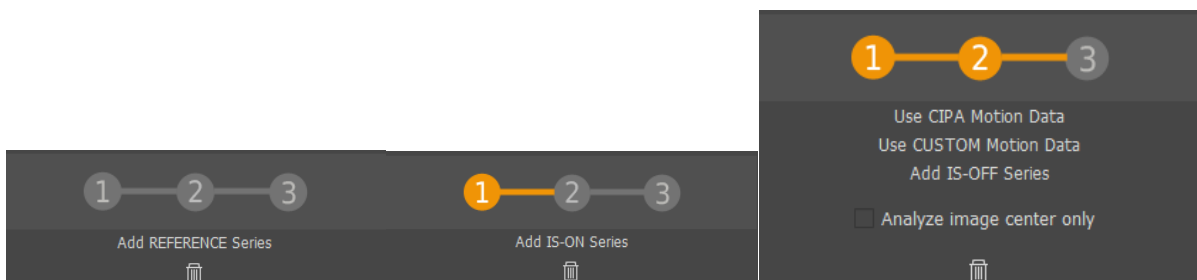 1 2 3
Add REFERENCE Series
1 2 3
Add IS-ON Series
1 2 3
Use CIPA Motion Data
Use CUSTOM Motion Data
Add IS-OFF Series
Analyze image center only